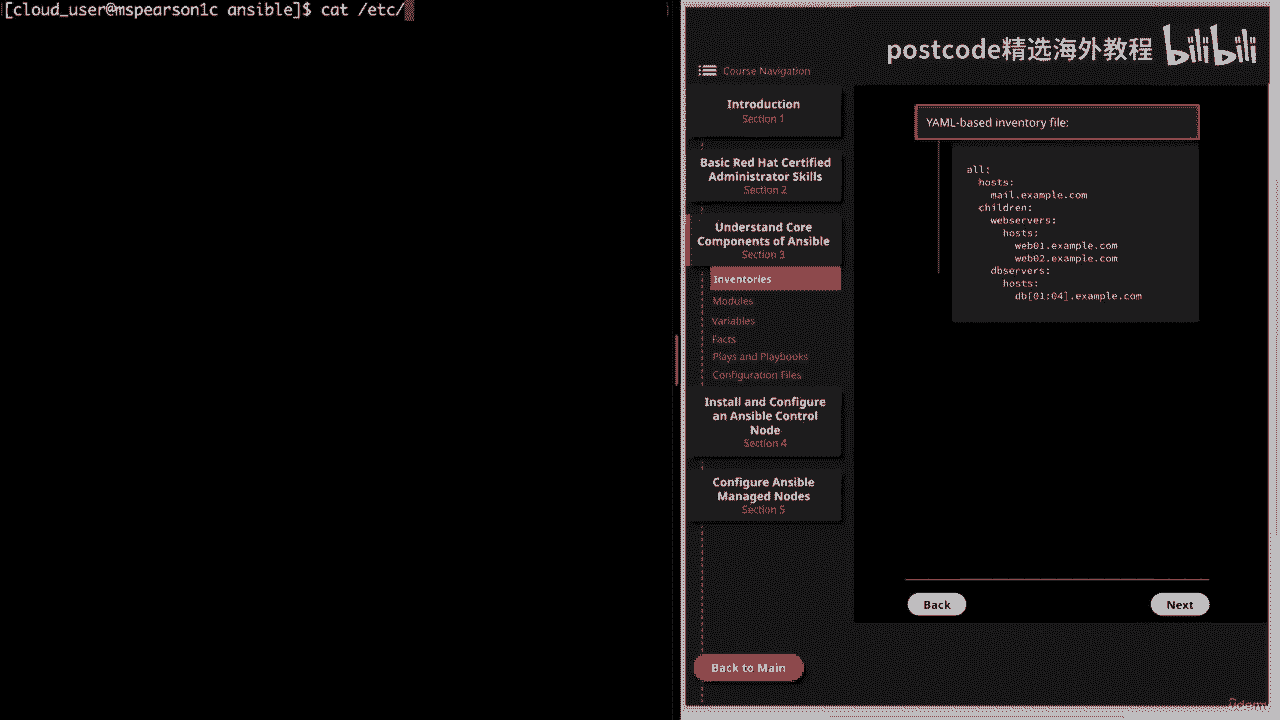 [cloud_user@mspearson1c ansible]$ cat /etc/
postcode精选海外教程 bilibili
Course Navigation
Introduction
Section 1
Basic Red Hat Certified
Administrator Skills
Section 2
Understand Core
Components of Ansible
Section 3
Inventories
Modules
Variables
Facts
Plays and Playbooks
Configuration Files
Install and Configure
an Ansible Control
Node
Section 4
Configure Ansible
Managed Nodes
Section 5
Back to Main
YAML-based inventory file:
all:
  hosts:
    mail.example.com
  children:
    webservers:
      hosts:
        web01.example.com
        web02.example.com
    dbservers:
      hosts:
        db[01:04].example.com
Back
Next